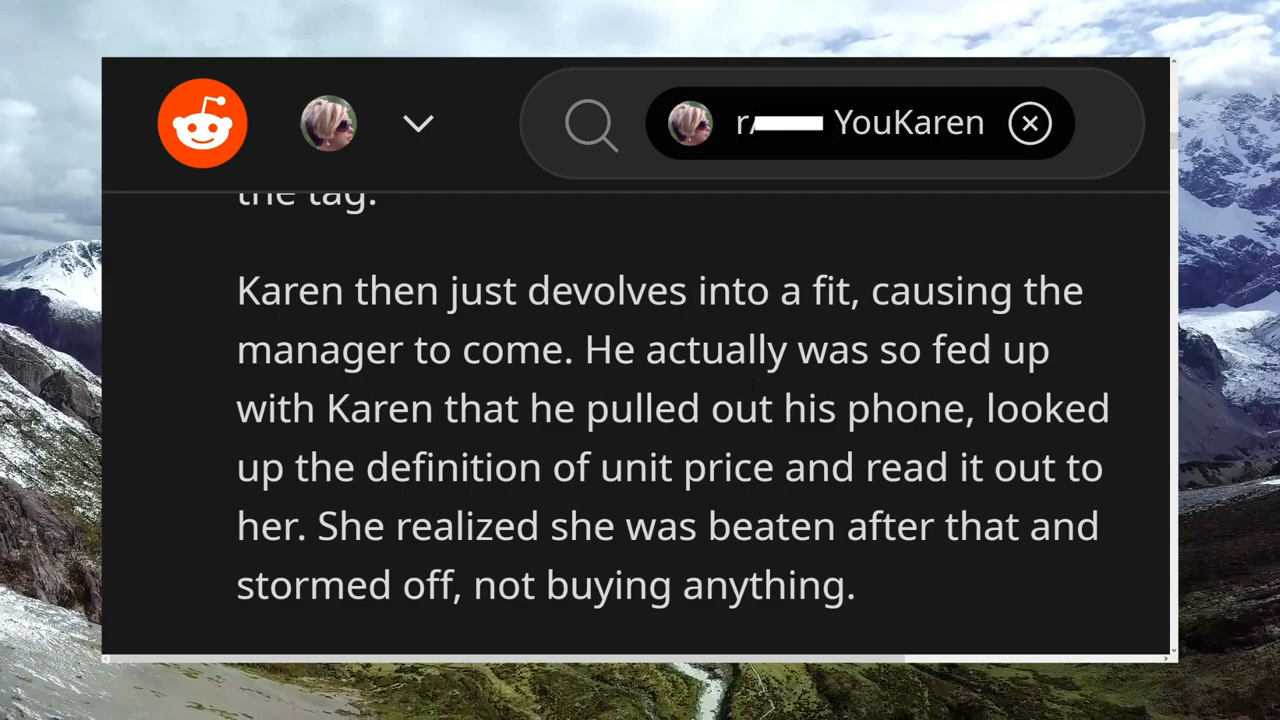 r/ YouKaren
the tag.
Karen then just devolves into a fit, causing the
manager to come. He actually was so fed up
with Karen that he pulled out his phone, looked
up the definition of unit price and read it out to
her. She realized she was beaten after that and
stormed off, not buying anything.